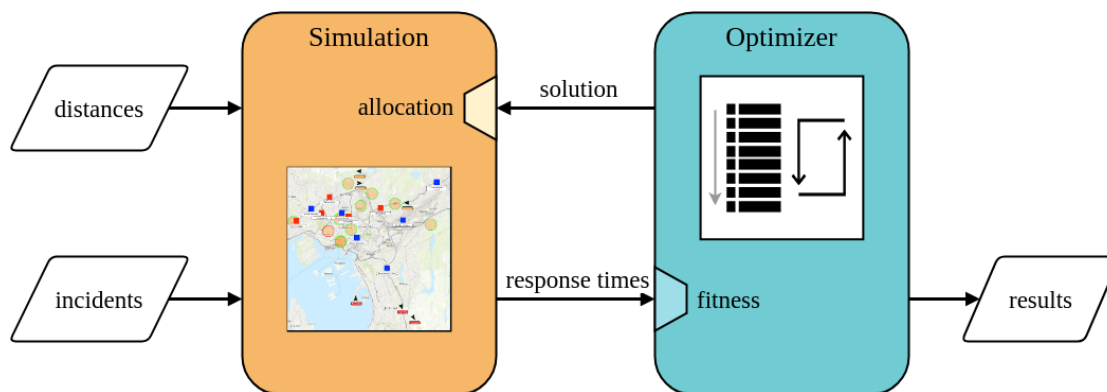 Simulation
Optimizer
distances
allocation
solution
incidents
response times
fitness
results